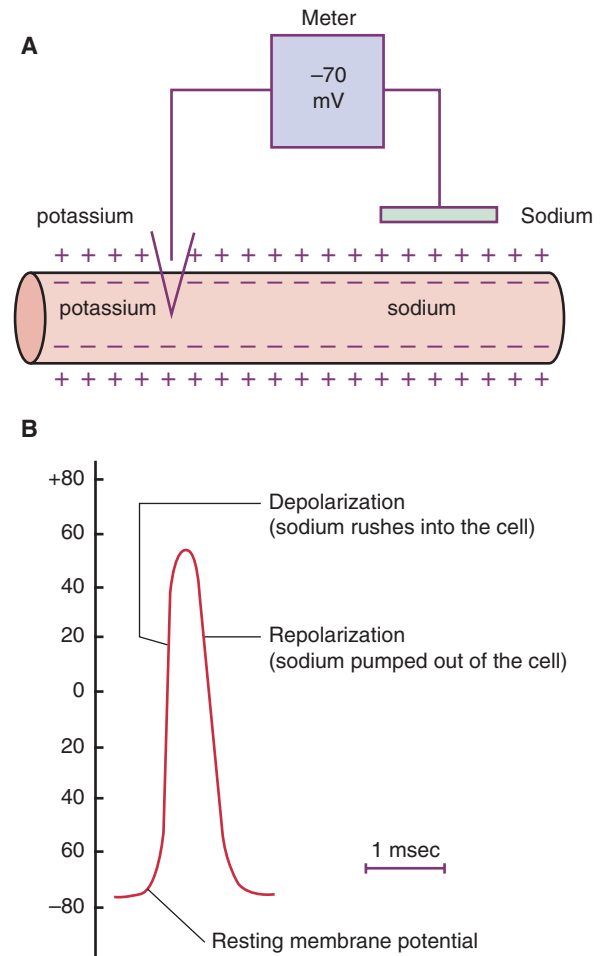 A
Meter
–70
mV
potassium
Sodium
+ + + + + + + + + + + + + + + + + +
– – – – – – – – – – – – – – – – – –
potassium
sodium
– – – – – – – – – – – – – – – – – –
+ + + + + + + + + + + + + + + + + + +
B
+80
60
40
20
0
20
40
60
–80
Depolarization
(sodium rushes into the cell)
Repolarization
(sodium pumped out of the cell)
1 msec
Resting membrane potential